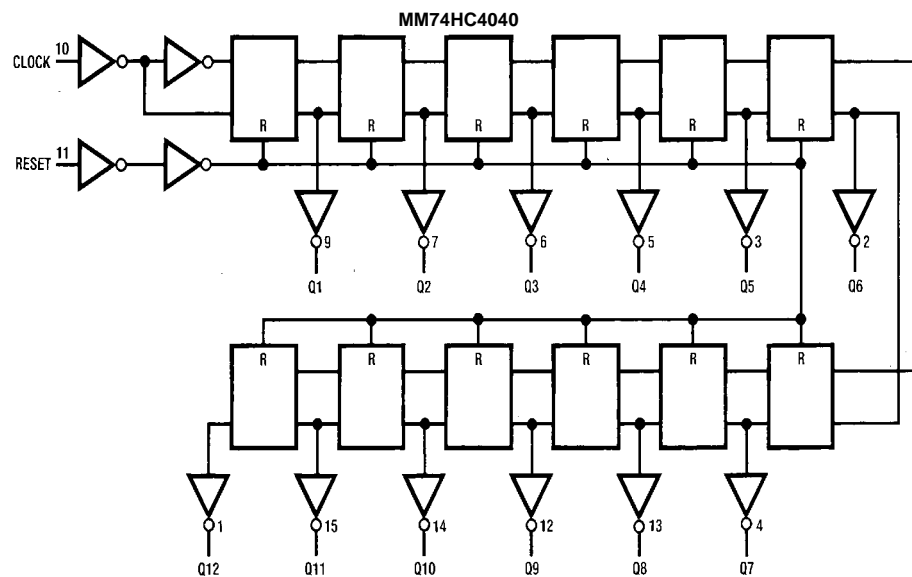 MM74HC4040
10
CLOCK
R R R R R R
11
RESET
9 7 6 5 3 2
Q1 Q2 Q3 Q4 Q5 Q6
R R R R R R
1 15 14 12 13 4
Q12 Q11 Q10 Q9 Q8 Q7